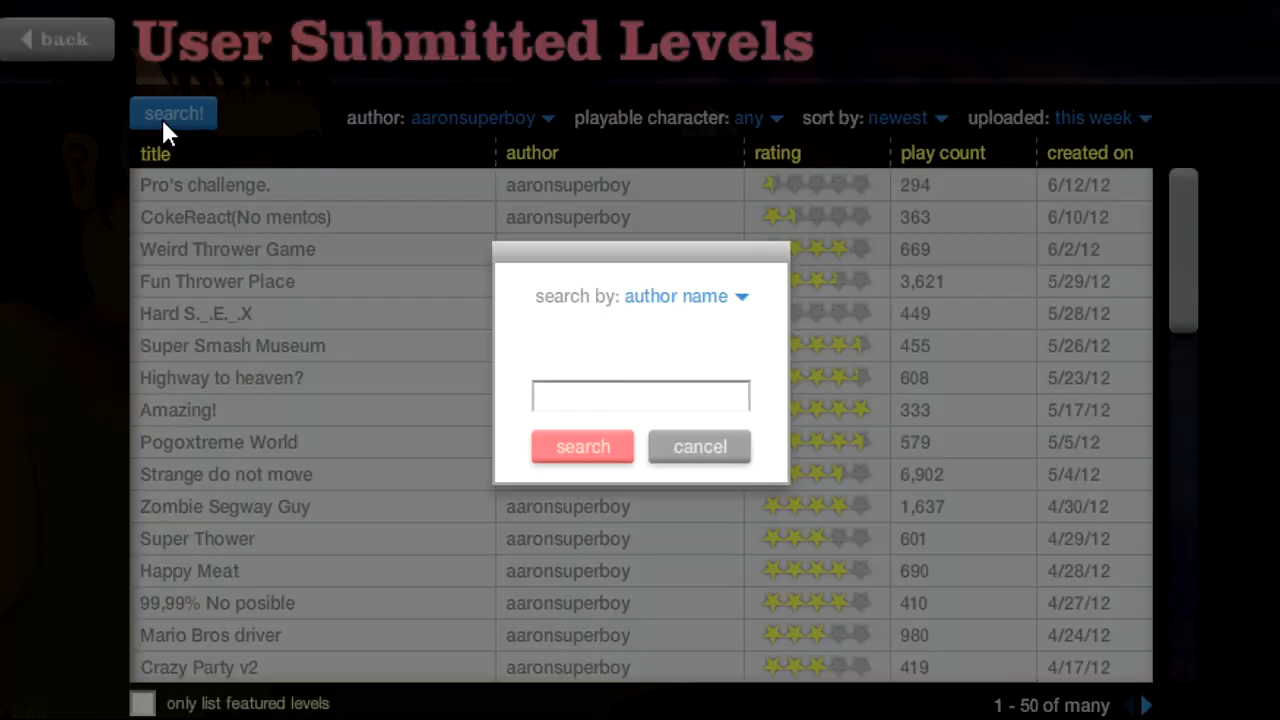 back
User Submitted Levels
search!
author: aaronsuperboy playable character: any sort by: newest uploaded: this week
title author rating play count created on
Pro's challenge. aaronsuperboy 294 6/12/12
CokeReact(No mentos) aaronsuperboy 363 6/10/12
Weird Thrower Game 669 6/2/12
Fun Thrower Place 3,621 5/29/12
Hard S._.E._.X 449 5/28/12
Super Smash Museum 455 5/26/12
Highway to heaven? 608 5/23/12
Amazing! 333 5/17/12
Pogoxtreme World 579 5/5/12
Strange do not move 6,902 5/4/12
Zombie Segway Guy aaronsuperboy 1,637 4/30/12
Super Thower aaronsuperboy 601 4/29/12
Happy Meat aaronsuperboy 690 4/28/12
99,99% No posible aaronsuperboy 410 4/27/12
Mario Bros driver aaronsuperboy 980 4/24/12
Crazy Party v2 aaronsuperboy 419 4/17/12
search by: author name
search cancel
only list featured levels 1 - 50 of many